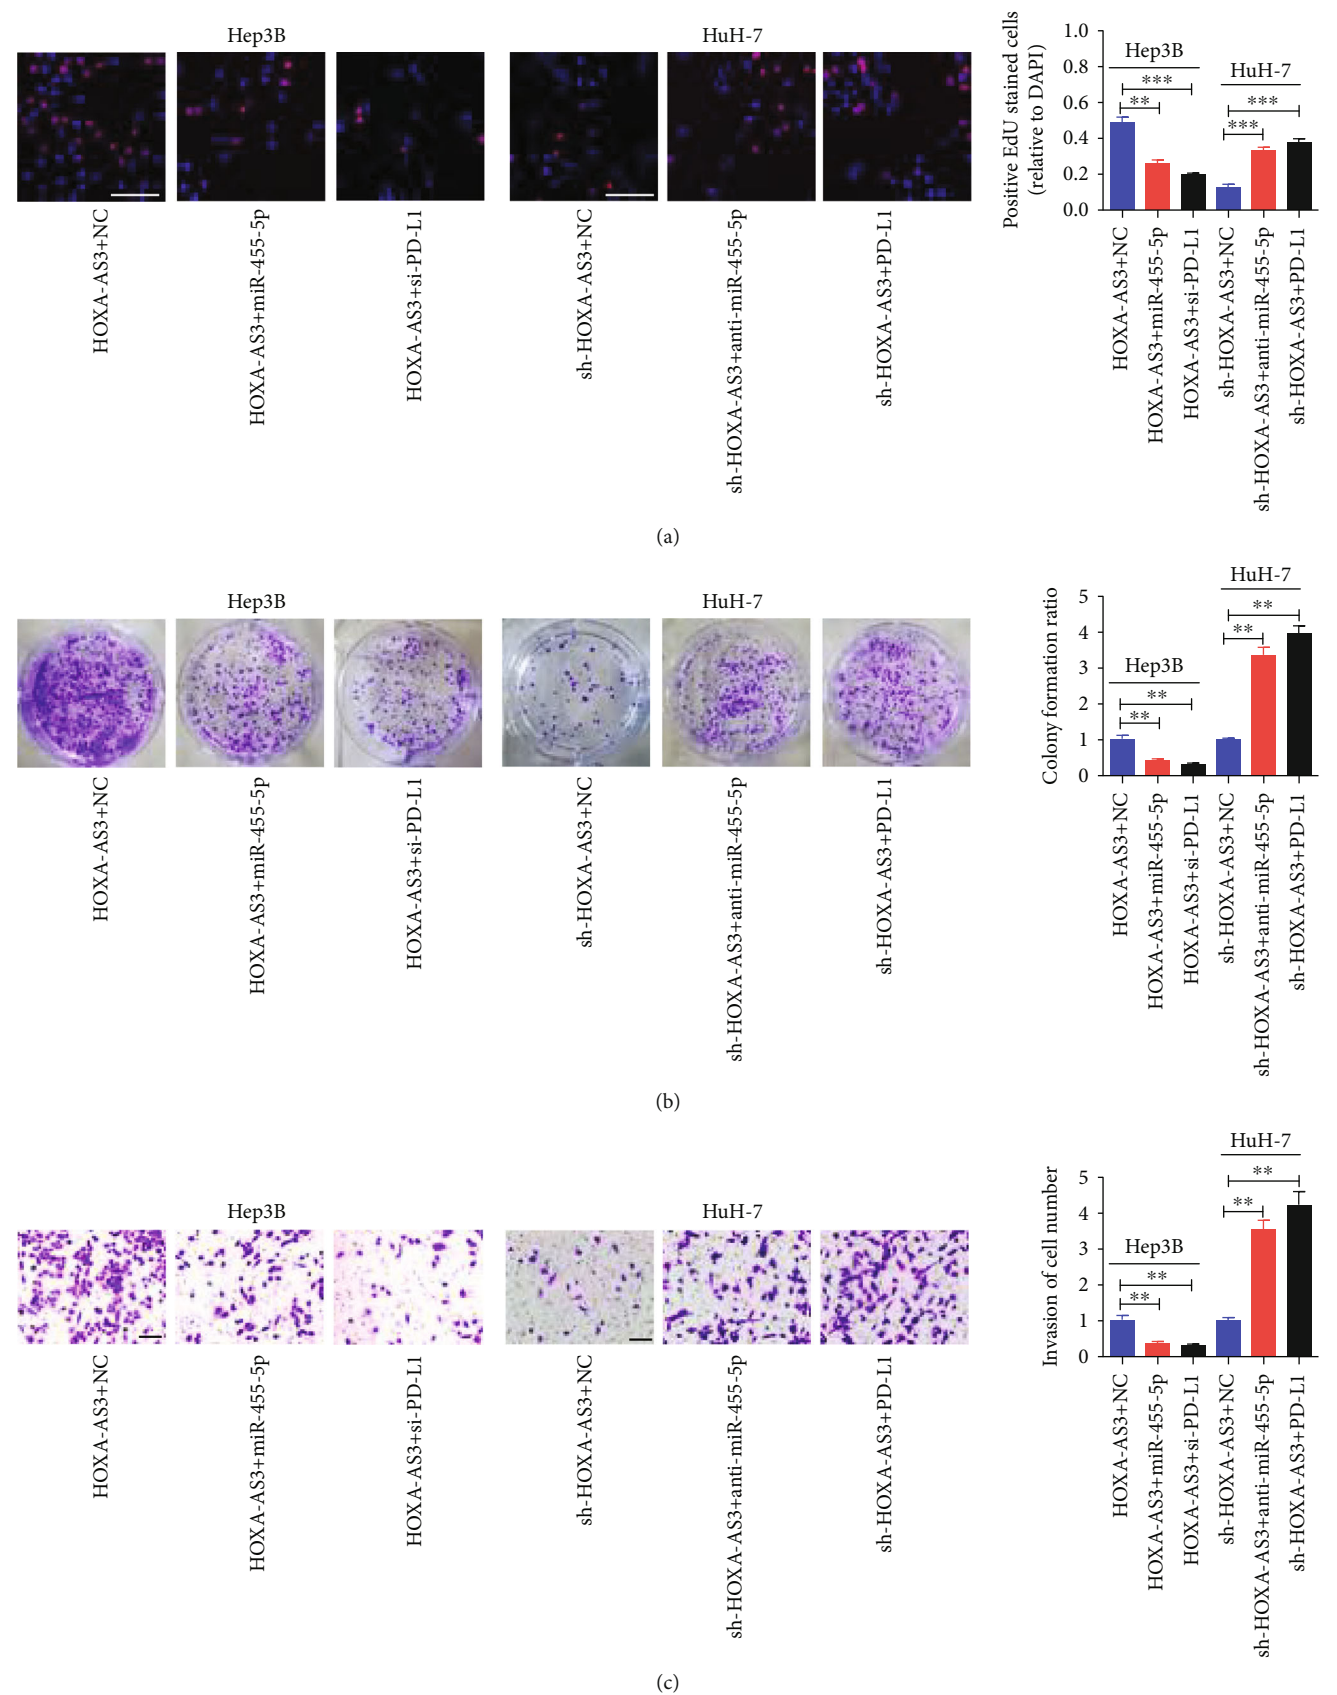 Hep3B
HuH-7
HOXA-AS3+NC
HOXA-AS3+miR-455-5p
HOXA-AS3+si-PD-L1
sh-HOXA-AS3+NC
sh-HOXA-AS3+anti-miR-455-5p
sh-HOXA-AS3+PD-L1
Positive EdU stained cells
(relative to DAPI)
1.0
0.8
0.6
0.4
0.2
0.0
Hep3B
HuH-7
***
**
***
***
HOXA-AS3+NC
HOXA-AS3+miR-455-5p
HOXA-AS3+si-PD-L1
sh-HOXA-AS3+NC
sh-HOXA-AS3+anti-miR-455-5p
sh-HOXA-AS3+PD-L1
(a)
Hep3B
HuH-7
HOXA-AS3+NC
HOXA-AS3+miR-455-5p
HOXA-AS3+si-PD-L1
sh-HOXA-AS3+NC
sh-HOXA-AS3+anti-miR-455-5p
sh-HOXA-AS3+PD-L1
Colony formation ratio
5
4
3
2
1
0
HuH-7
**
**
Hep3B
**
**
HOXA-AS3+NC
HOXA-AS3+miR-455-5p
HOXA-AS3+si-PD-L1
sh-HOXA-AS3+NC
sh-HOXA-AS3+anti-miR-455-5p
sh-HOXA-AS3+PD-L1
(b)
Hep3B
HuH-7
HOXA-AS3+NC
HOXA-AS3+miR-455-5p
HOXA-AS3+si-PD-L1
sh-HOXA-AS3+NC
sh-HOXA-AS3+anti-miR-455-5p
sh-HOXA-AS3+PD-L1
Invasion of cell number
5
4
3
2
1
0
HuH-7
**
**
Hep3B
**
**
HOXA-AS3+NC
HOXA-AS3+miR-455-5p
HOXA-AS3+si-PD-L1
sh-HOXA-AS3+NC
sh-HOXA-AS3+anti-miR-455-5p
sh-HOXA-AS3+PD-L1
(c)